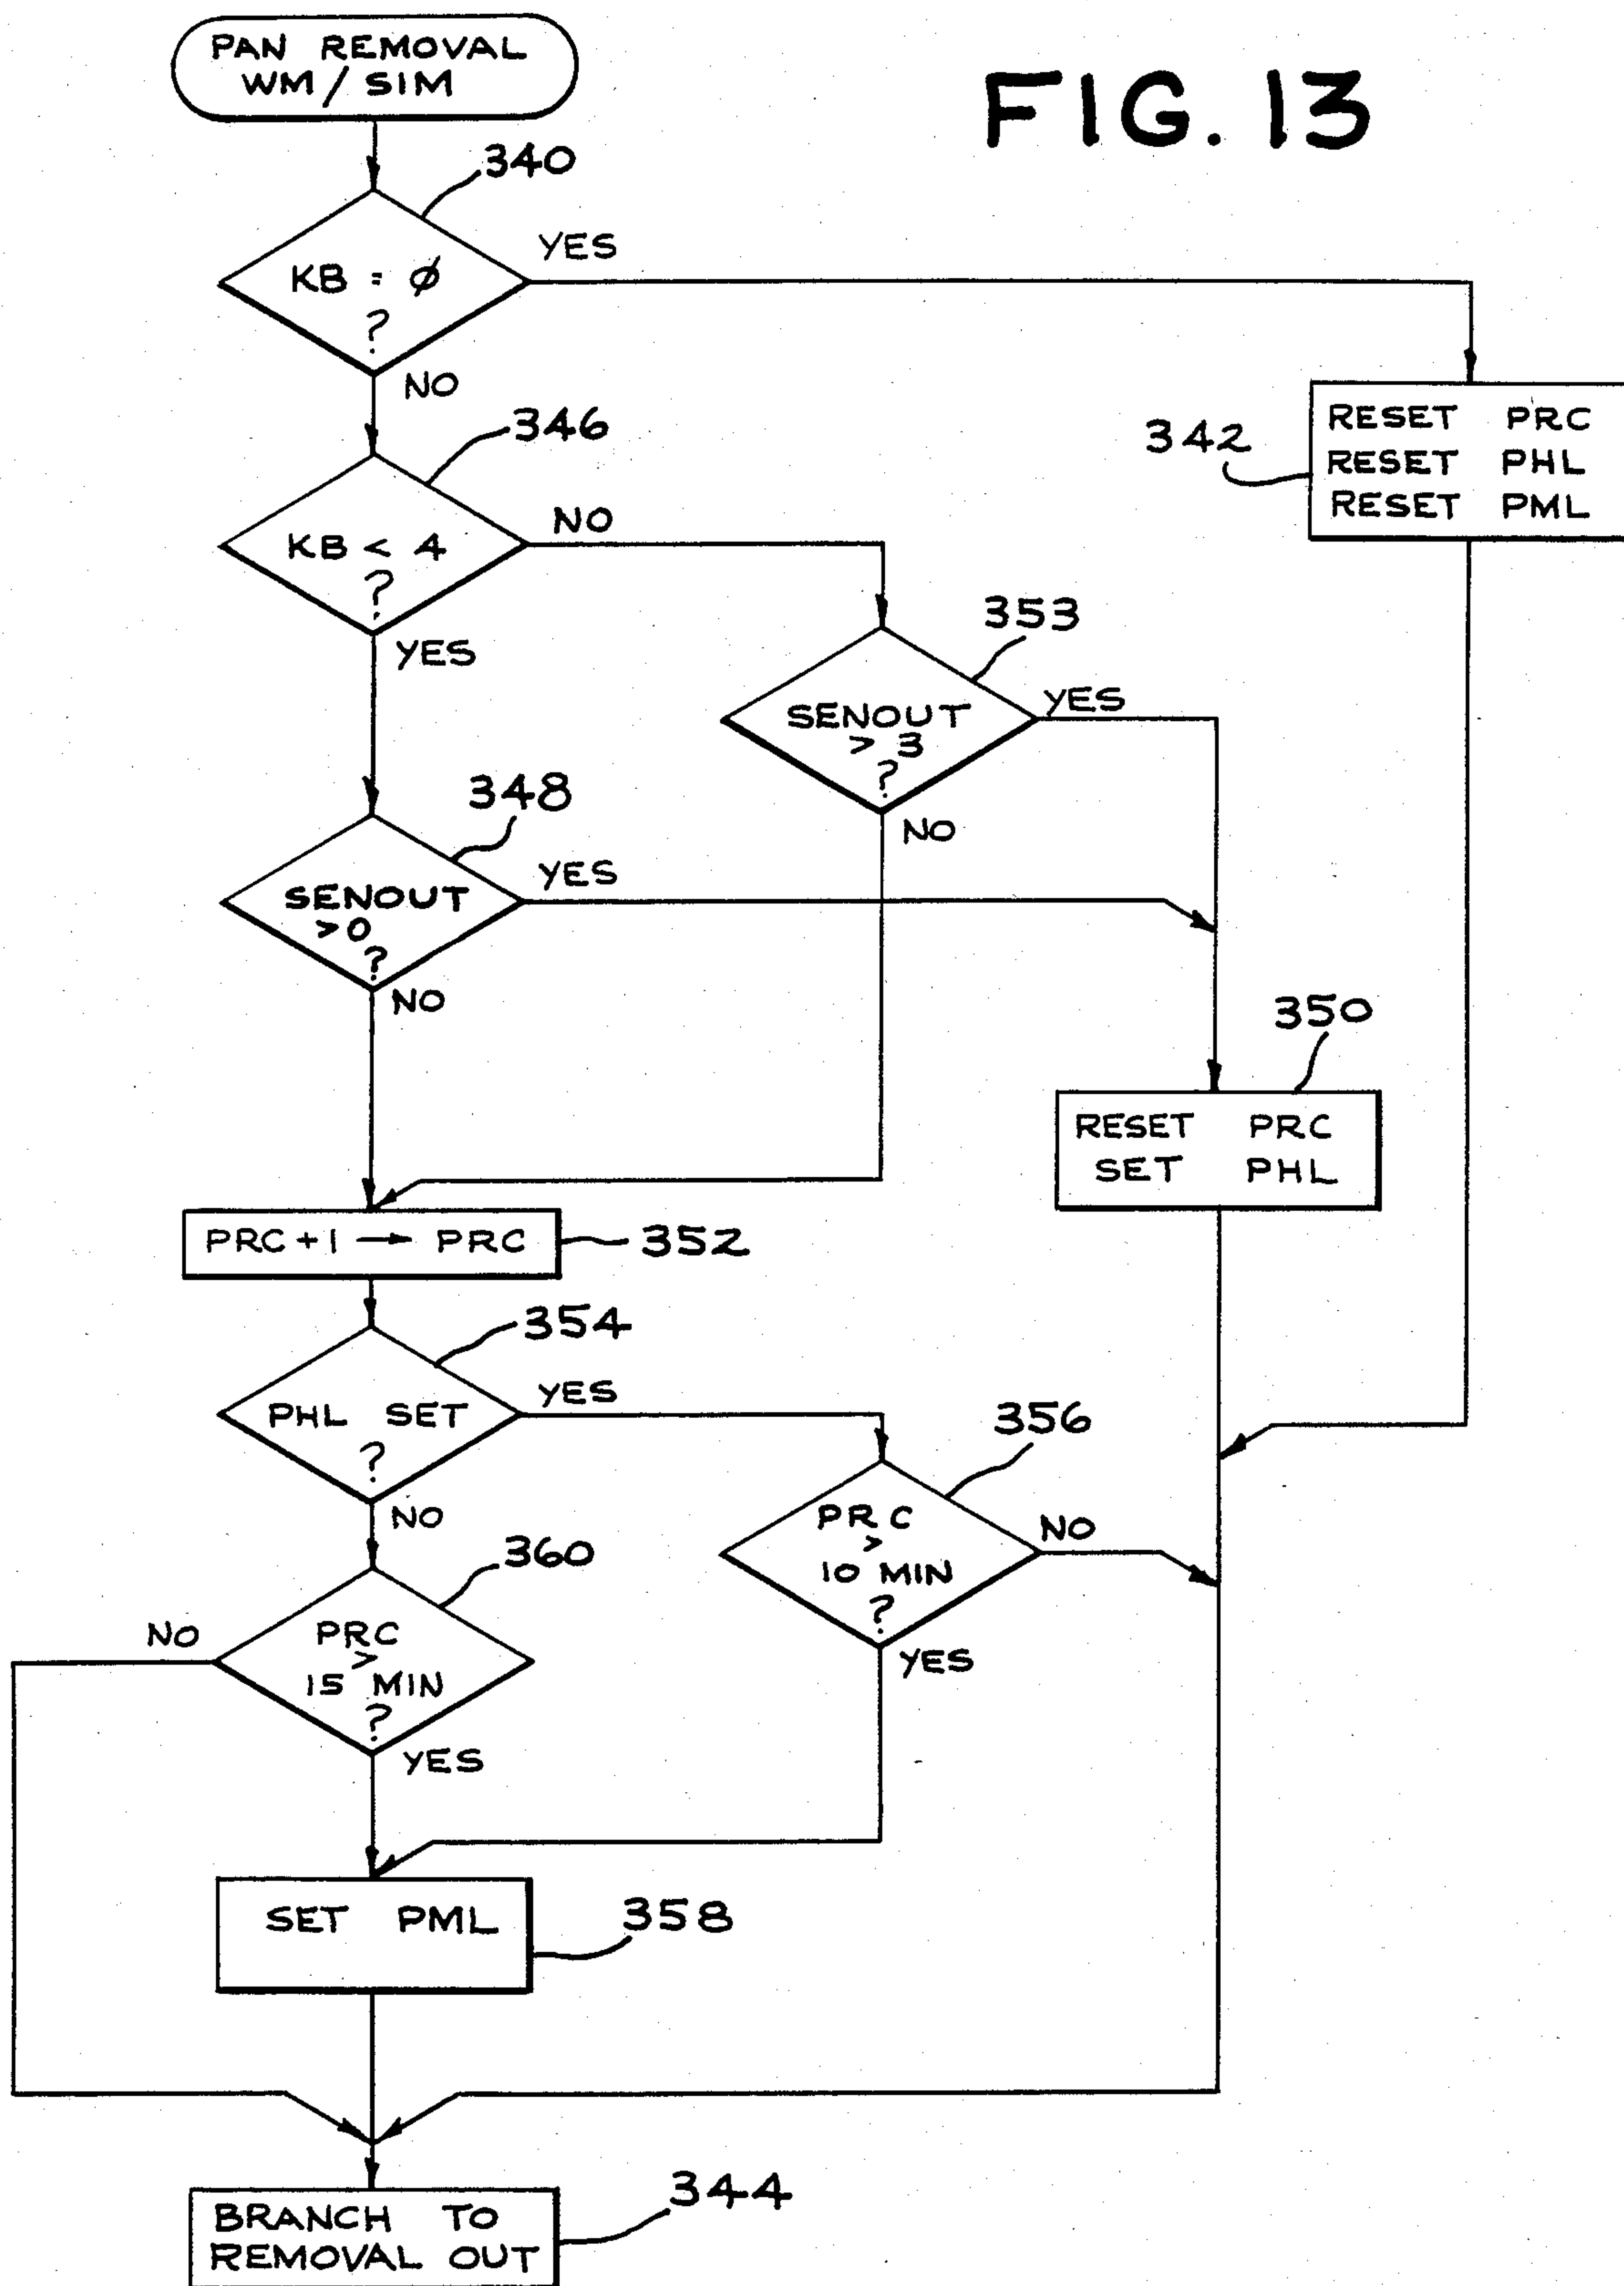 PAN REMOVAL
WM / SIM
FIG. 13
340
KB = ∅
?
YES
NO
342
RESET PRC
RESET PHL
RESET PML
346
KB < 4
?
NO
YES
353
SENOUT
> 3
?
YES
NO
348
SENOUT
>0
?
YES
NO
350
RESET PRC
SET PHL
PRC+1 → PRC
352
354
PHL SET
?
YES
NO
356
PRC
>
10 MIN
?
NO
YES
360
PRC
>
15 MIN
?
NO
YES
SET PML
358
BRANCH TO
REMOVAL OUT
344